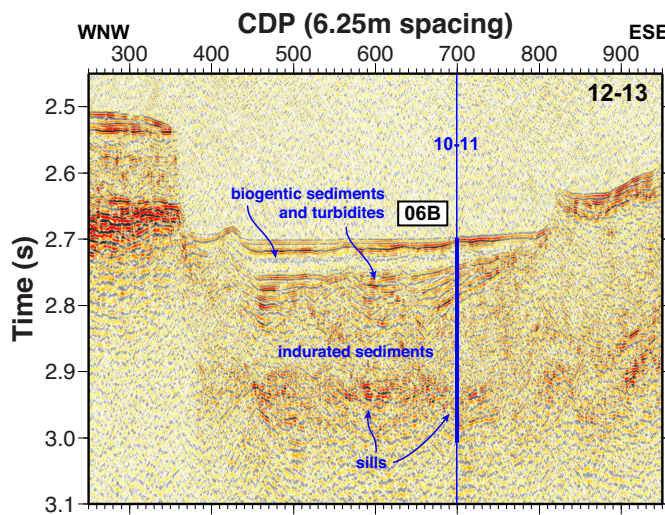 CDP (6.25m spacing)
WNW
ESE
300 400 500 600 700 800 900
12-13
2.5
10-11
2.6
biogentic sediments
and turbidites
06B
2.7
Time (s)
2.8
indurated sediments
2.9
3.0
sills
3.1